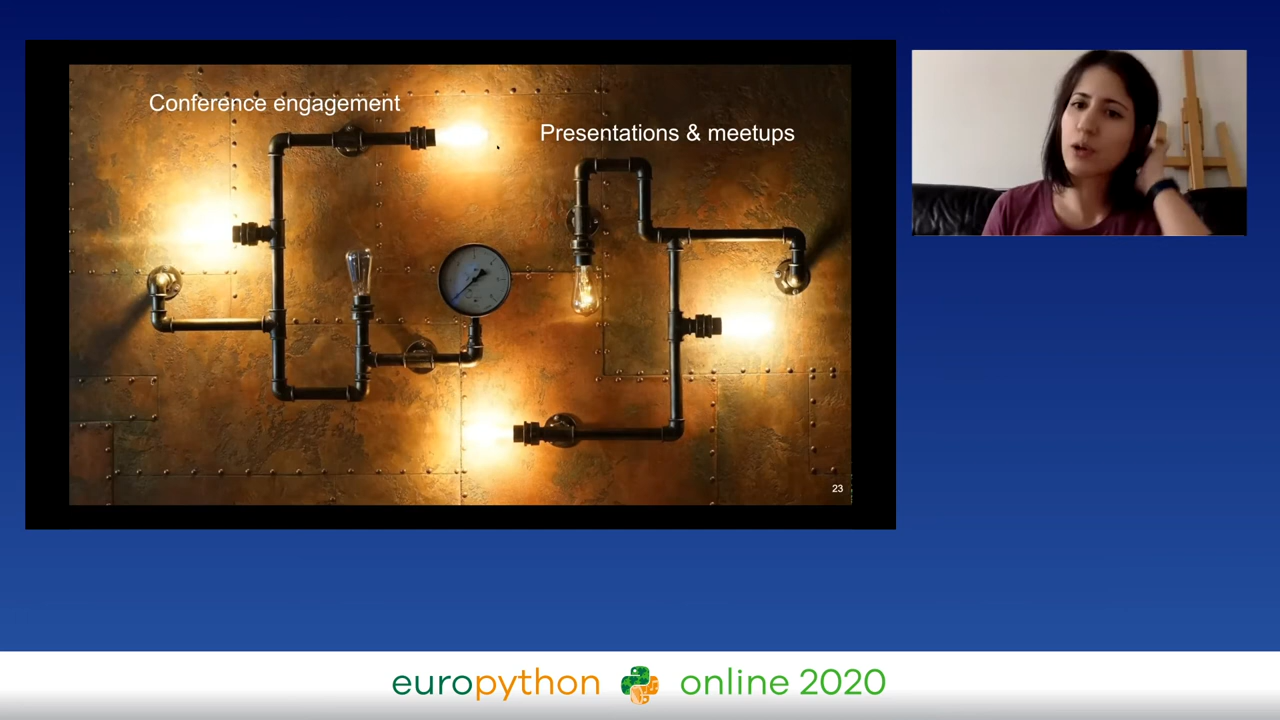 Conference engagement
Presentations & meetups
23
europython online 2020